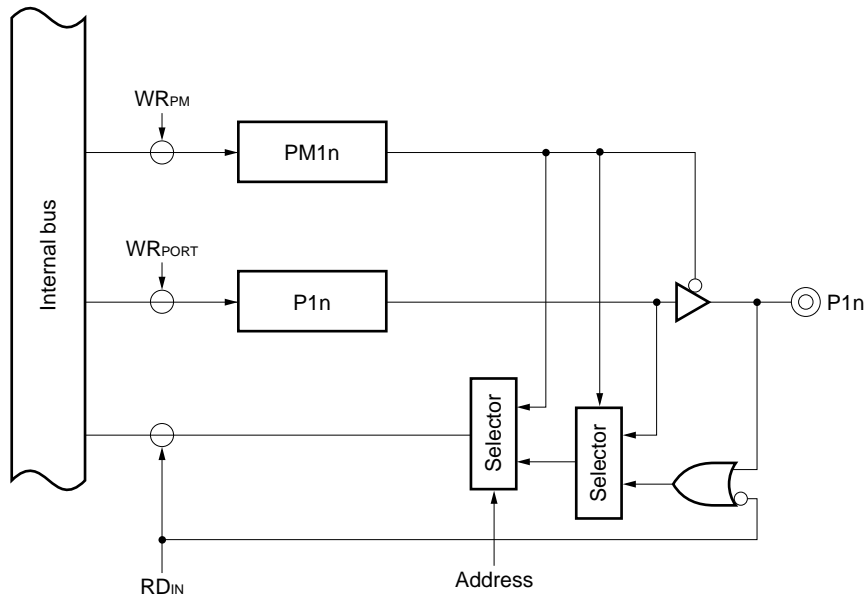 WRPM
PM1n
Internal bus
WRPORT
P1n
P1n
Selector
Selector
RDIN
Address